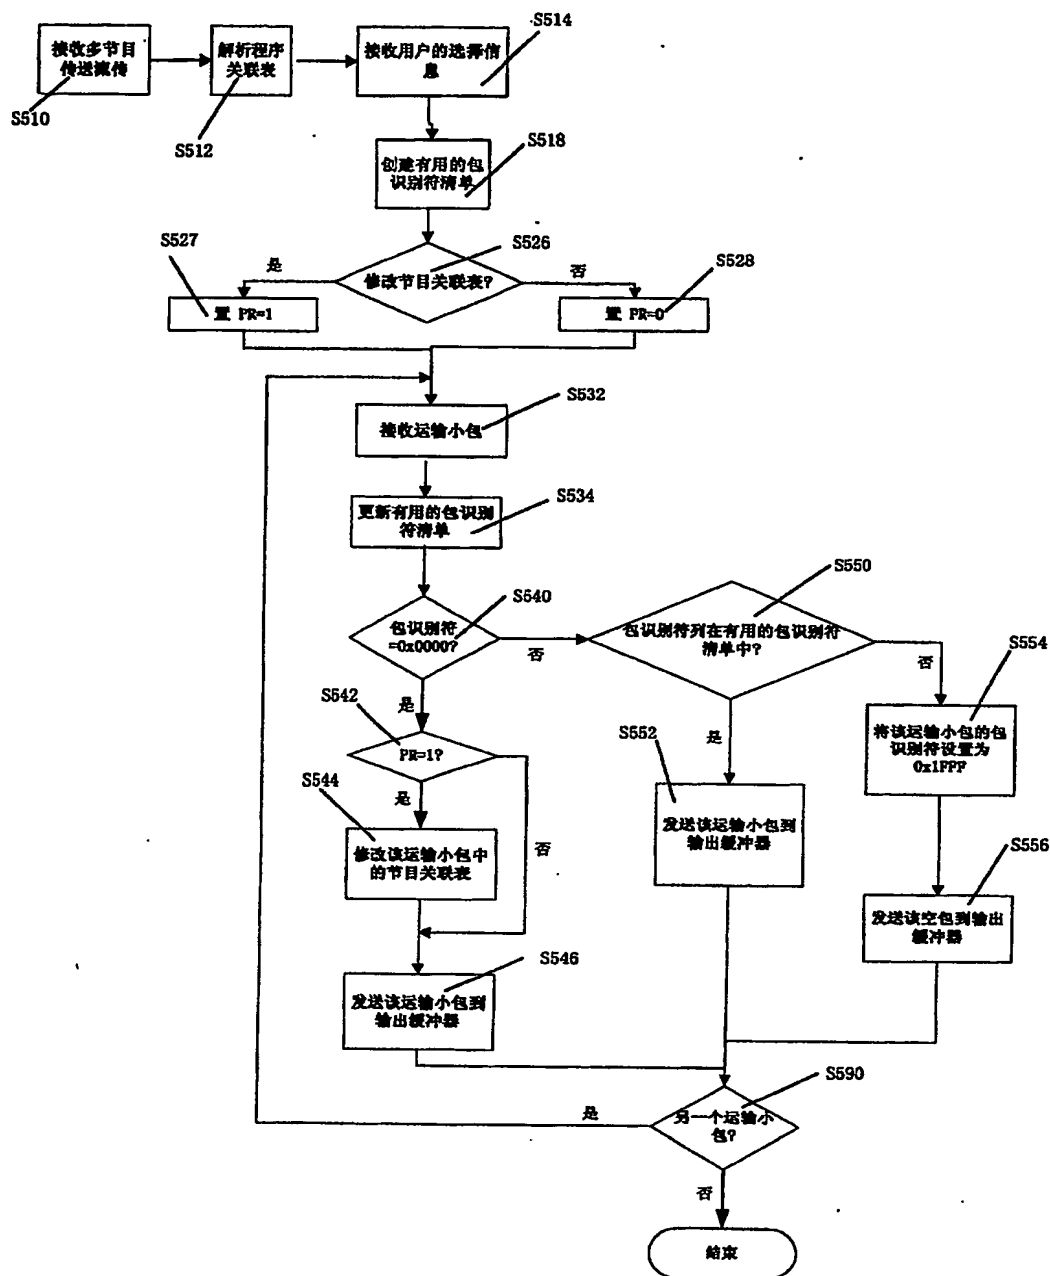 接收多节目
传送流传
S510
解析程序
关联表
S512
接收用户的选择信
息
S514
创建有用的包
识别符清单
S518
修改节目关联表?
S526
是
否
S527
置 PR=1
S528
置 PR=0
S532
接收运输小包
S534
更新有用的包识别
符清单
S540
包识别符
=0x0000?
否
是
S550
包识别符列在有用的包识别符
清单中?
否
是
S542
PR=1?
是
否
S544
修改该运输小包中
的节目关联表
S546
发送该运输小包到
输出缓冲器
S552
发送该运输小包到
输出缓冲器
S554
将该运输小包的包
识别符设置为
0x1FFF
S556
发送该空包到输出
缓冲器
S590
另一个运输小
包?
是
否
结束